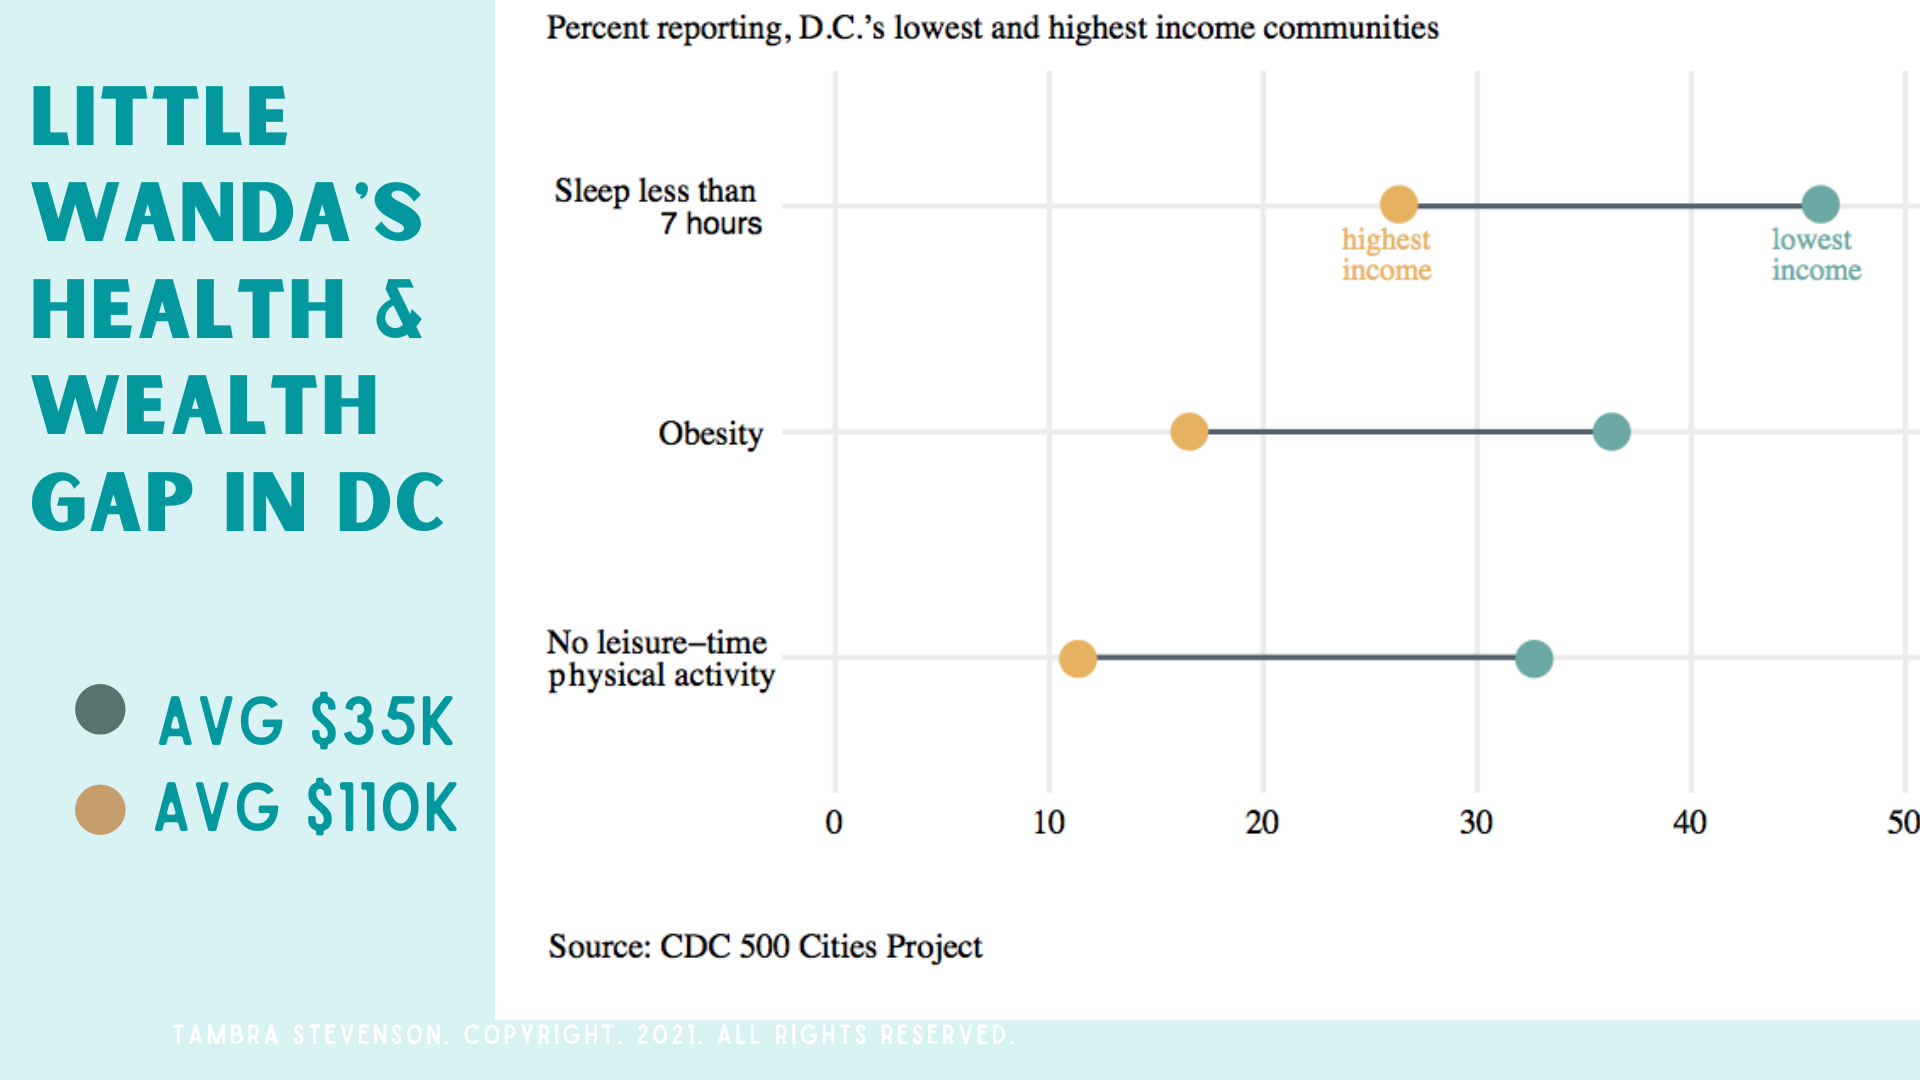 LITTLE
WANDA'S
HEALTH &
WEALTH
GAP IN DC
AVG $35K
AVG $110K
Percent reporting, D.C.’s lowest and highest income communities
Sleep less than
7 hours
highest
income
lowest
income
Obesity
No leisure–time
physical activity
0 10 20 30 40 50
Source: CDC 500 Cities Project
TAMBRA STEVENSON. COPYRIGHT. 2021. ALL RIGHTS RESERVED.